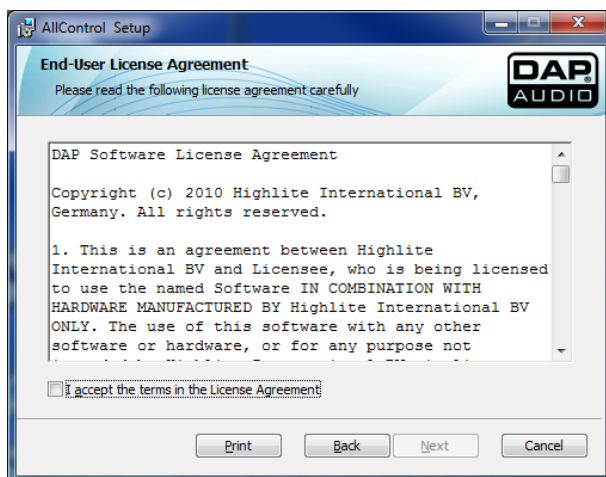 AllControl Setup
End-User License Agreement
Please read the following license agreement carefully
DAP®
AUDIO
DAP Software License Agreement
Copyright (c) 2010 Highlite International BV,
Germany. All rights reserved.
1. This is an agreement between Highlite
International BV and Licensee, who is being licensed
to use the named Software IN COMBINATION WITH
HARDWARE MANUFACTURED BY Highlite International BV
ONLY. The use of this software with any other
software or hardware, or for any purpose not
I accept the terms in the License Agreement
Print
Back
Next
Cancel